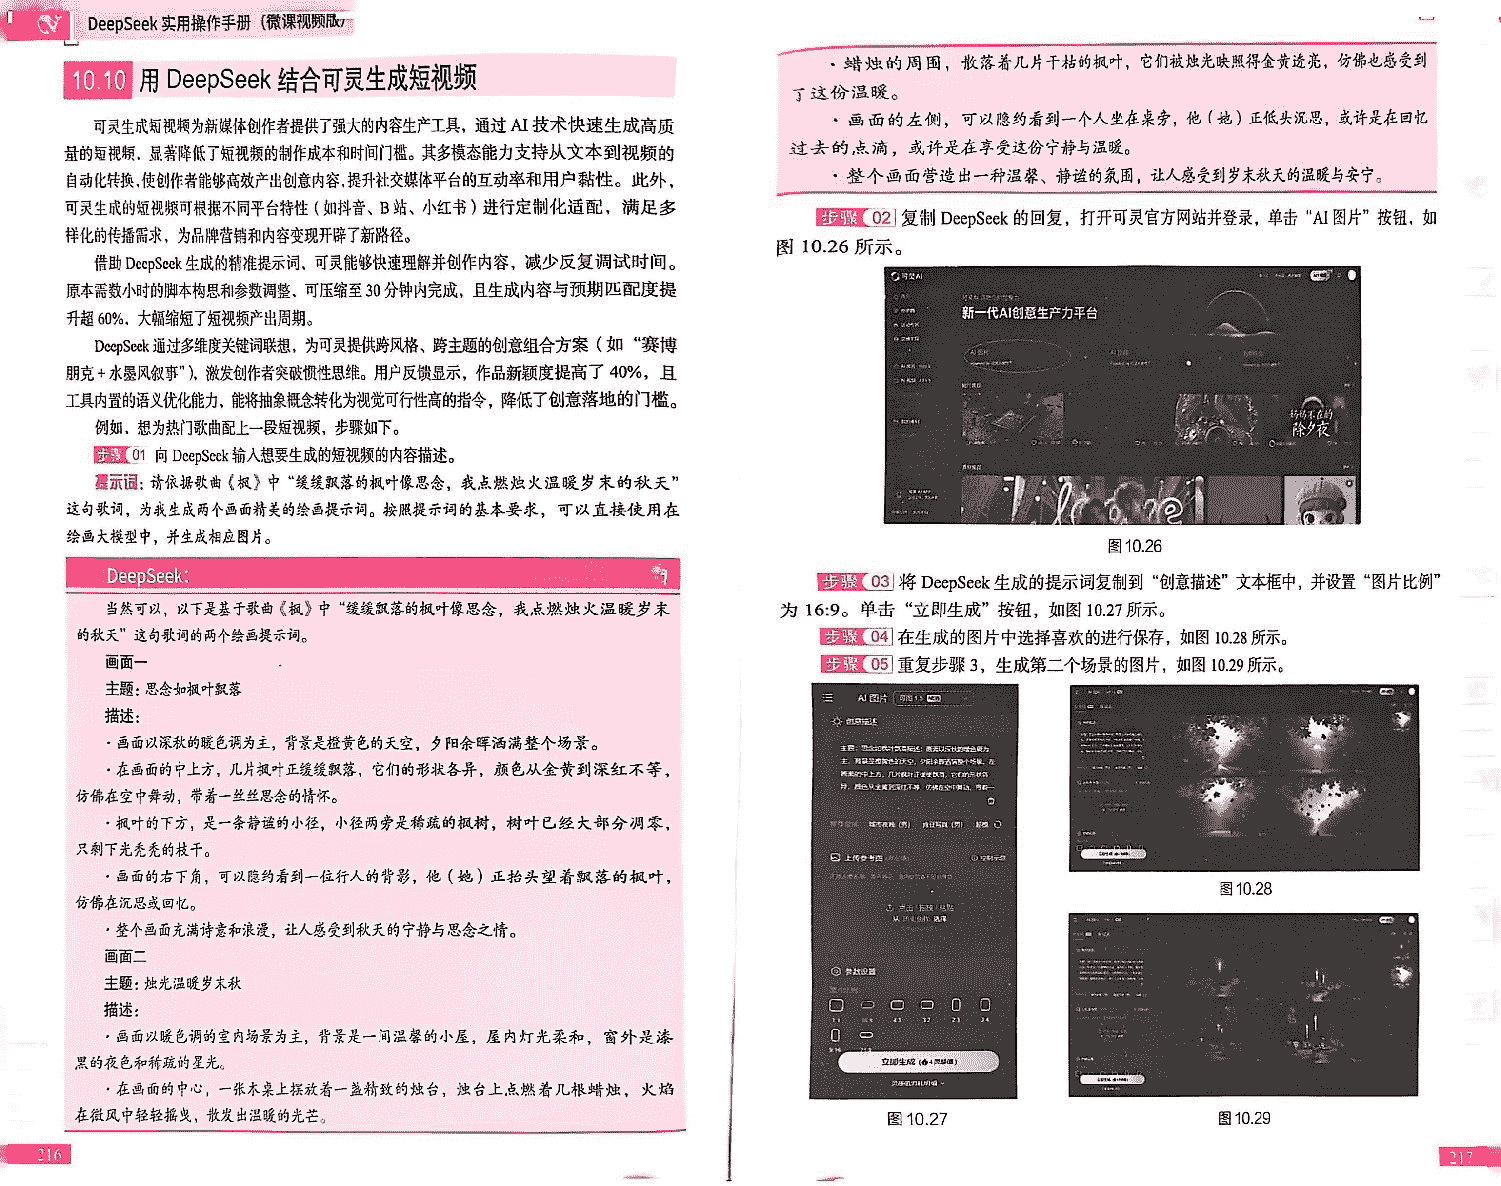 DeepSeek 实用操作手册（微课视频版）
10.10 用 DeepSeek 结合可灵生成短视频
可灵生成短视频为新媒体创作者提供了强大的内容生产工具，通过 AI 技术快速生成高质
量的短视频，显著降低了短视频的制作成本和时间门槛。其多模态能力支持从文本到视频的
自动化转换，使创作者能够高效产出创意内容，提升社交媒体平台的互动率和用户黏性。此外，
可灵生成的短视频可根据不同平台特性（如抖音、B 站、小红书）进行定制化适配，满足多
样化的传播需求，为品牌营销和内容变现开辟了新路径。
借助 DeepSeek 生成的精准提示词，可灵能够快速理解并创作内容，减少反复调试时间。
原本需数小时的脚本构思和参数调整，可压缩至 30 分钟内完成，且生成内容与预期匹配度提
升超 60%，大幅缩短了短视频产出周期。
DeepSeek 通过多维度关键词联想，为可灵提供跨风格、跨主题的创意组合方案（如“赛博
朋克 + 水墨风叙事”），激发创作者突破惯性思维。用户反馈显示，作品新颖度提高了 40%，且
工具内置的语义优化能力，能将抽象概念转化为视觉可行性高的指令，降低了创意落地的门槛。
例如，想为热门歌曲配上一段短视频，步骤如下。
步骤 01 向 DeepSeek 输入想要生成的短视频的内容描述。
提示词：请依据歌曲《枫》中“缓缓飘落的枫叶像思念，我点燃烛火温暖岁末的秋天”
这句歌词，为我生成两个画面精美的绘画提示词。按照提示词的基本要求，可以直接使用在
绘画大模型中，并生成相应图片。
DeepSeek:
当然可以，以下是基于歌曲《枫》中“缓缓飘落的枫叶像思念，我点燃烛火温暖岁末
的秋天”这句歌词的两个绘画提示词。
画面一
主题：思念如枫叶飘落
描述：
·画面以深秋的暖色调为主，背景是橙黄色的天空，夕阳余晖洒满整个场景。
·在画面的中上方，几片枫叶正缓缓飘落，它们的形状各异，颜色从金黄到深红不等，
仿佛在空中舞动，带着一丝丝思念的情怀。
·枫叶的下方，是一条静谧的小径，小径两旁是稀疏的枫树，树叶已经大部分凋零，
只剩下光秃秃的枝干。
·画面的右下角，可以隐约看到一位行人的背影，他（她）正抬头望着飘落的枫叶，
仿佛在沉思或回忆。
·整个画面充满诗意和浪漫，让人感受到秋天的宁静与思念之情。
画面二
主题：烛光温暖岁末秋
描述：
·画面以暖色调的室内场景为主，背景是一间温馨的小屋，屋内灯光柔和，窗外是漆
黑的夜色和稀疏的星光。
·在画面的中心，一张木桌上摆放着一盏精致的烛台，烛台上点燃着几根蜡烛，火焰
在微风中轻轻摇曳，散发出温暖的光芒。
216
·蜡烛的周围，散落着几片干枯的枫叶，它们被烛光映照得金黄透亮，仿佛也感受到
了这份温暖。
·画面的左侧，可以隐约看到一个人坐在桌旁，他（她）正低头沉思，或许是在回忆
过去的点滴，或许是在享受这份宁静与温暖。
·整个画面营造出一种温馨、静谧的氛围，让人感受到岁末秋天的温暖与安宁。
步骤 02 复制 DeepSeek 的回复，打开可灵官方网站并登录，单击“AI 图片”按钮，如
图 10.26 所示。
可灵AI
新一代AI创意生产力平台
AI 图片
除夕夜
图10.26
步骤 03 将 DeepSeek 生成的提示词复制到“创意描述”文本框中，并设置“图片比例”
为 16:9。单击“立即生成”按钮，如图 10.27 所示。
步骤 04 在生成的图片中选择喜欢的进行保存，如图 10.28 所示。
步骤 05 重复步骤 3，生成第二个场景的图片，如图 10.29 所示。
AI 图片 可图 1.5
创意描述
上传参考图
参数设置
立即生成
图10.27
图10.28
图10.29
217